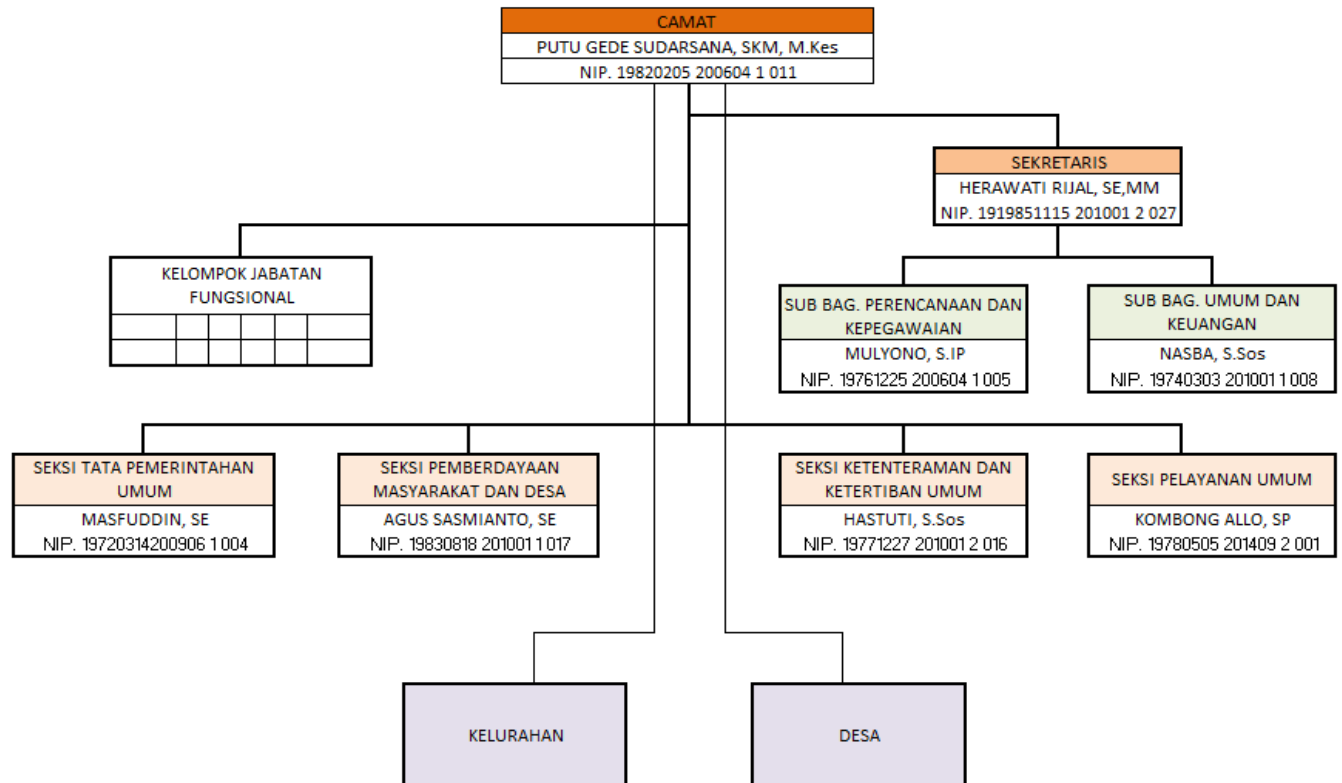 CAMAT
PUTU GEDE SUDARSANA, SKM, M.Kes
NIP. 19820205 200604 1 011
SEKRETARIS
HERAWATI RIJAL, SE,MM
NIP. 1919851115 201001 2 027
KELOMPOK JABATAN
FUNGSIONAL
SUB BAG. PERENCANAAN DAN
KEPEGAWAIAN
MULYONO, S.IP
NIP. 19761225 200604 1 005
SUB BAG. UMUM DAN
KEUANGAN
NASBA, S.Sos
NIP. 19740303 201001 1 008
SEKSI TATA PEMERINTAHAN
UMUM
MASFUDDIN, SE
NIP. 19720314200906 1 004
SEKSI PEMBERDAYAAN
MASYARAKAT DAN DESA
AGUS SASMIANTO, SE
NIP. 19830818 201001 1 017
SEKSI KETENTERAMAN DAN
KETERTIBAN UMUM
HASTUTI, S.Sos
NIP. 19771227 201001 2 016
SEKSI PELAYANAN UMUM
KOMBONG ALLO, SP
NIP. 19780505 201409 2 001
KELURAHAN
DESA